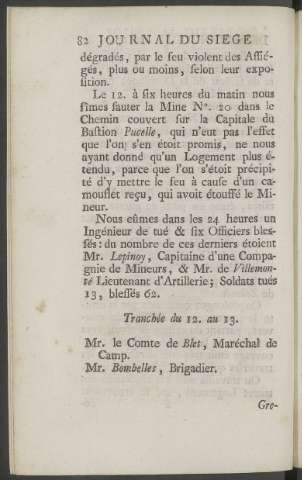 82 JOURNAL DU SIEGE
dégradés, par le feu violent des Assié-
gés, plus ou moins, selon leur expo-
sition.
Le 12. à six heures du matin nous
fimes sauter la Mine N°. 20 dans le
Chemin couvert sur la Capitale du
Bastion Pucelle, qui n'eut pas l'effet
que l'on s'en étoit promis, ne nous
ayant donné qu'un Logement plus é-
tendu, parce que l'on s'étoit précipi-
té d'y mettre le feu à cause d'un ca-
mouflet reçu, qui avoit étouffé le Mi-
neur.
Nous eûmes dans les 24 heures un
Ingénieur de tué & six Officiers bles-
sés: du nombre de ces derniers étoient
Mr. Lepinoy, Capitaine d'une Compa-
gnie de Mineurs, & Mr. de Villemon-
té Lieutenant d'Artillerie; Soldats tués
13, blessés 62.
Tranchée du 12. au 13.
Mr. le Comte de Blet, Maréchal de
Camp.
Mr. Bombelles, Brigadier.
Gre-